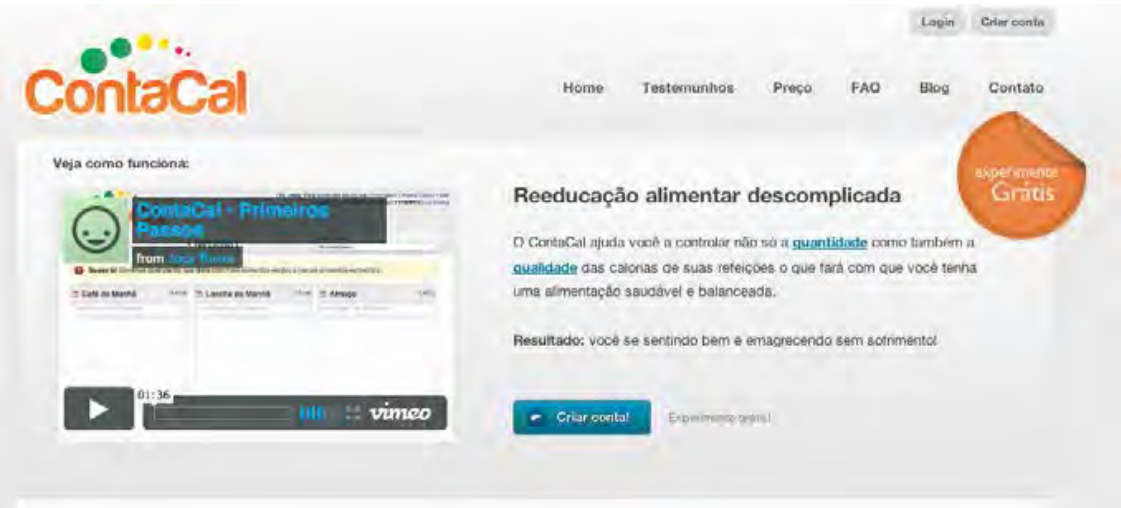 Login Criar conta
ContaCal
Home Testemunhos Preço FAQ Blog Contato
Veja como funciona:
experimente
Grátis
ContaCal - Primeiros
Passos
from
Café da Manhã Lanche da Manhã Almoço
01:36
vimeo
Reeducação alimentar descomplicada
O ContaCal ajuda você a controlar não só a quantidade como também a
qualidade das calorias de suas refeições o que fará com que você tenha
uma alimentação saudável e balanceada.
Resultado: você se sentindo bem e emagrecendo sem sofrimento!
Criar conta! Experimente grátis!